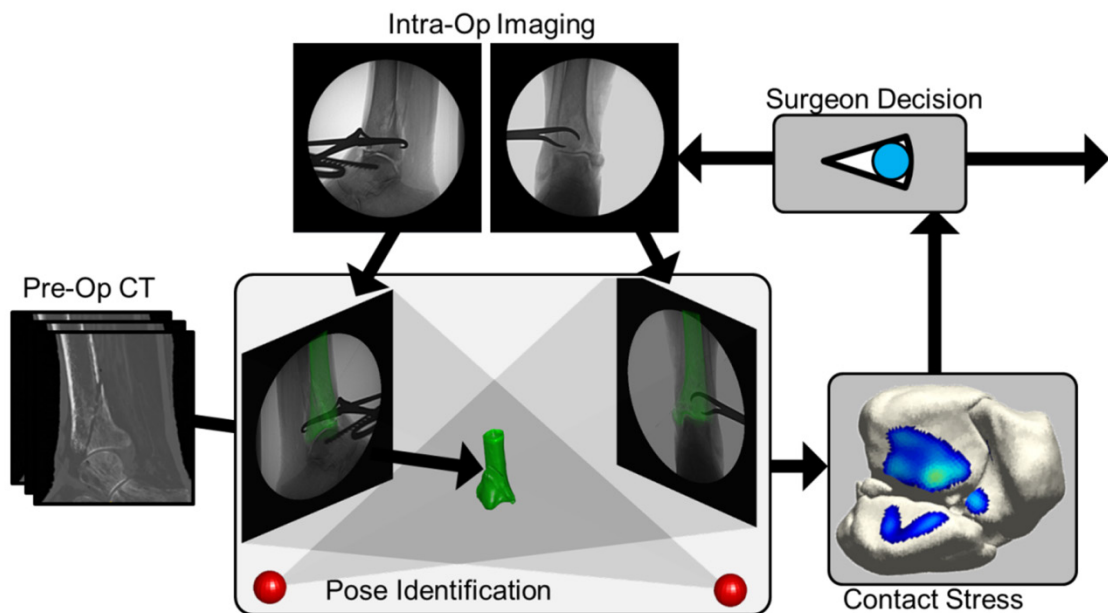 Intra-Op Imaging
Surgeon Decision
Pre-Op CT
Pose Identification
Contact Stress